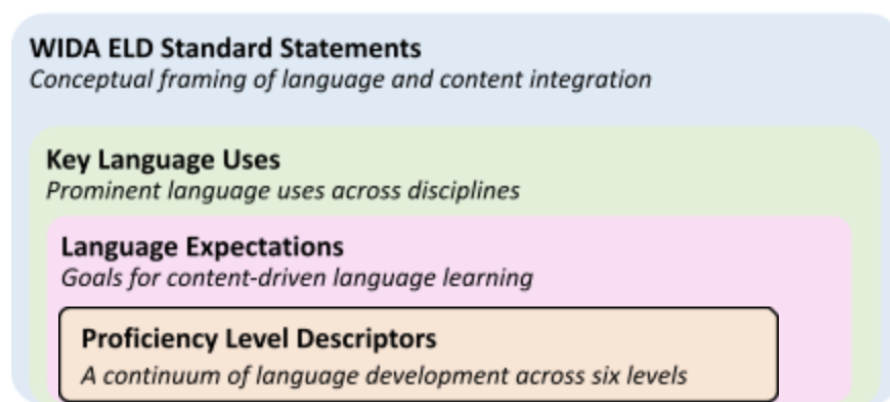 WIDA ELD Standard Statements
Conceptual framing of language and content integration
Key Language Uses
Prominent language uses across disciplines
Language Expectations
Goals for content-driven language learning
Proficiency Level Descriptors
A continuum of language development across six levels